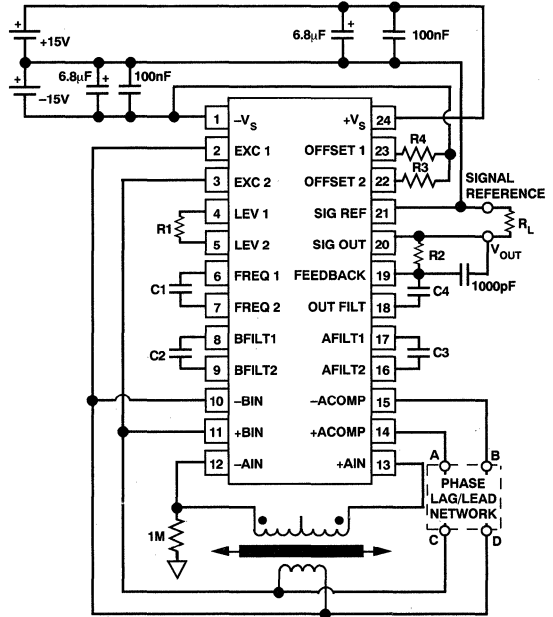 6.8µF + 100nF
+ +15V
+ 6.8µF + 100nF
–15V
1 –VS +VS 24
2 EXC 1 OFFSET 1 23 R4
3 EXC 2 OFFSET 2 22 R3
SIGNAL
REFERENCE
R1 4 LEV 1 SIG REF 21
RL
5 LEV 2 SIG OUT 20
VOUT
R2
C1 6 FREQ 1 FEEDBACK 19
C4 1000pF
7 FREQ 2 OUT FILT 18
C2 8 BFILT1 AFILT1 17 C3
9 BFILT2 AFILT2 16
10 –BIN –ACOMP 15
11 +BIN +ACOMP 14
12 –AIN +AIN 13
A B
PHASE
LAG/LEAD
NETWORK
1M
C D